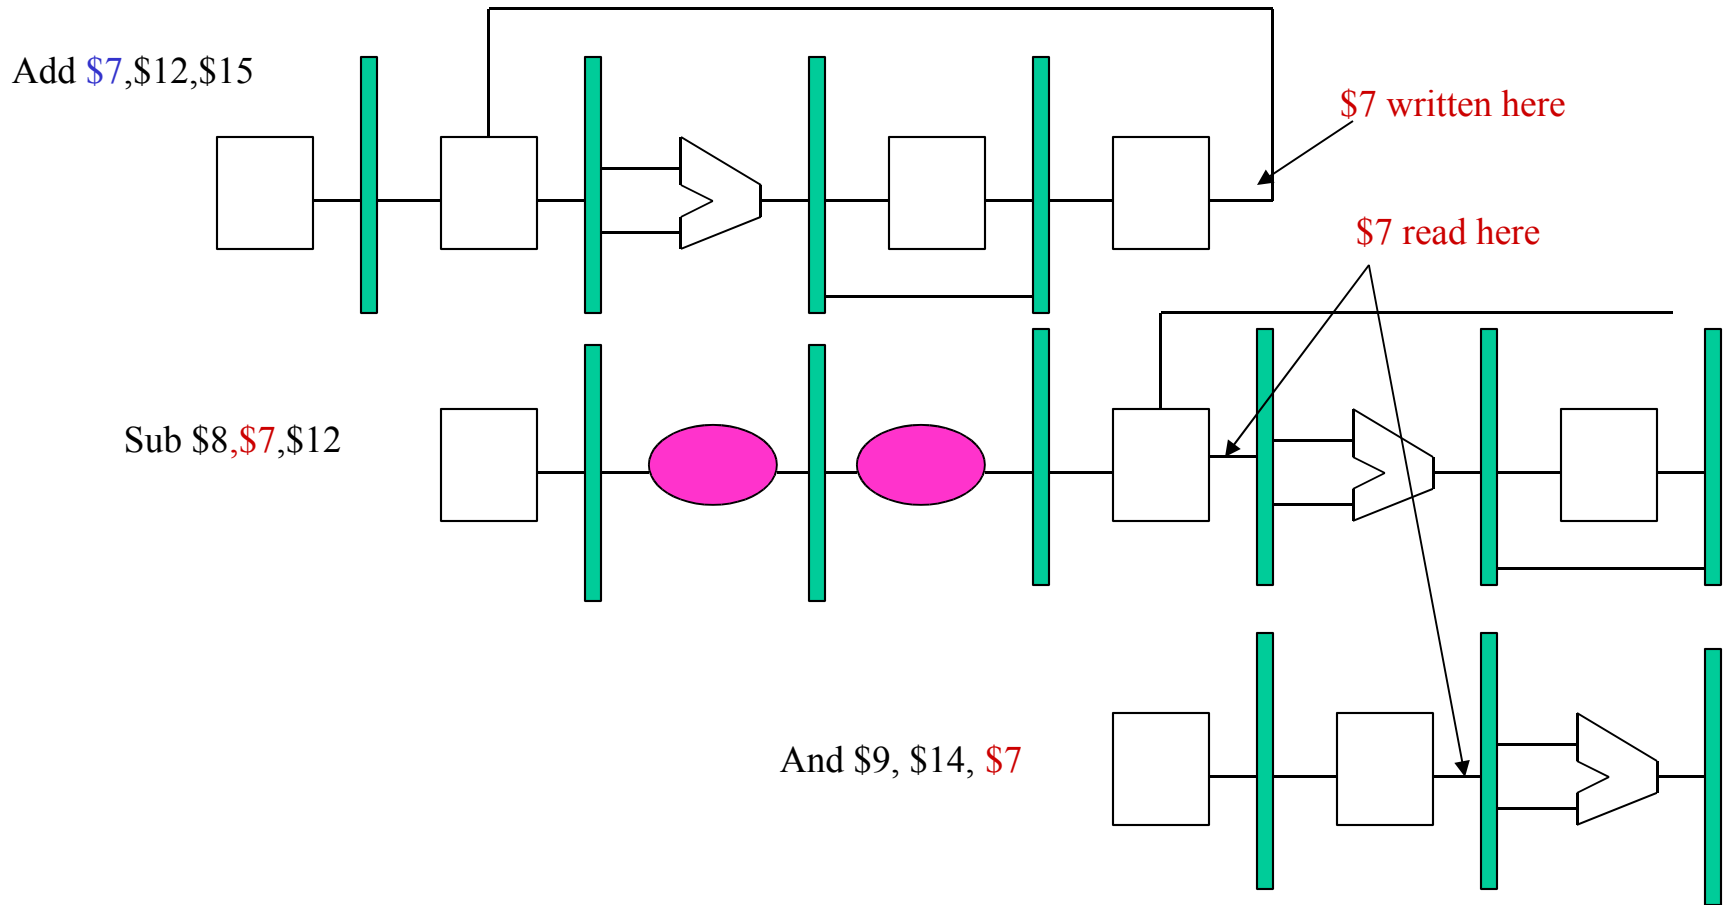 Add $7,$12,$15
$7 written here
$7 read here
Sub $8,$7,$12
And $9, $14, $7